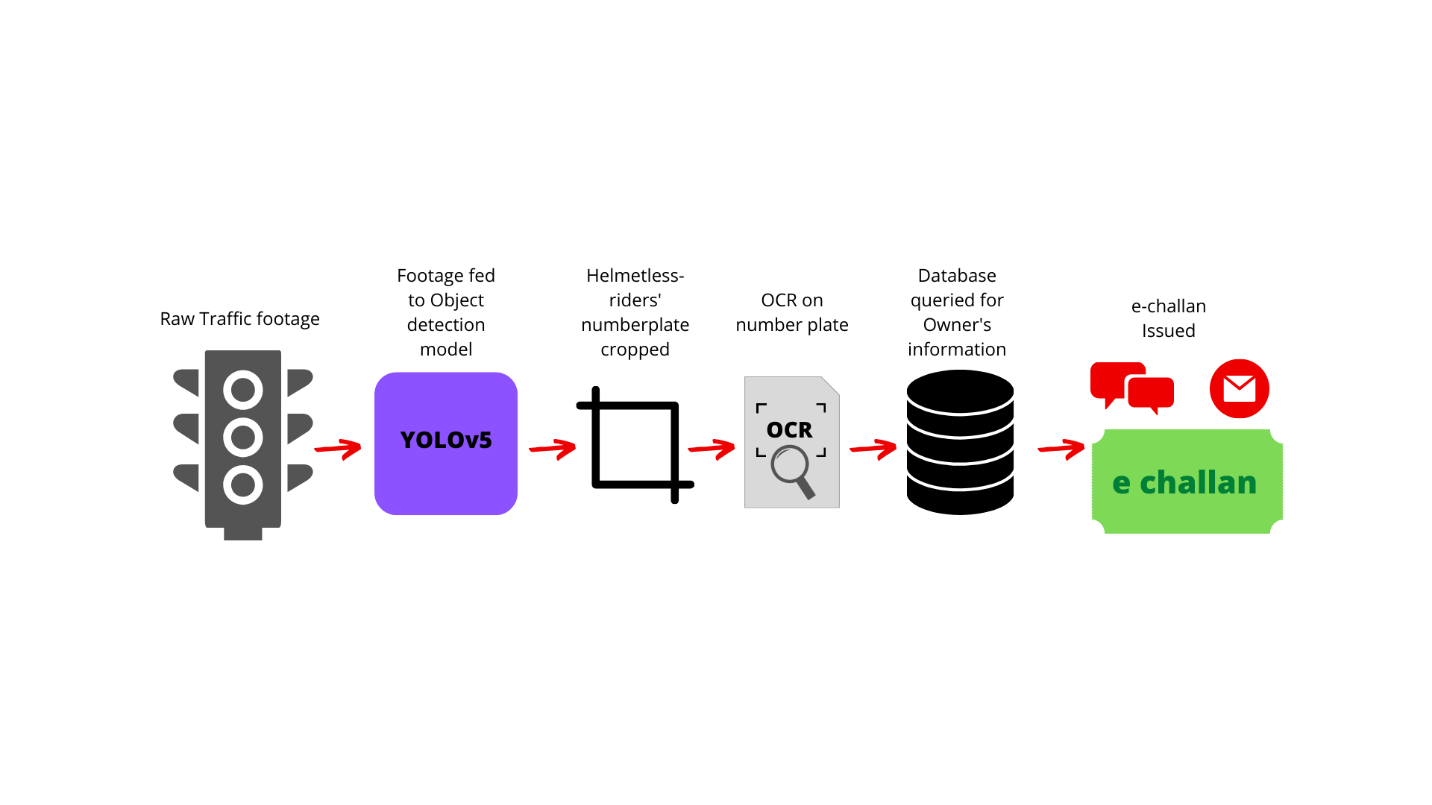 Raw Traffic footage
Footage fed
to Object
detection
model
YOLOv5
Helmetless-
riders'
numberplate
cropped
OCR on
number plate
OCR
Database
queried for
Owner's
information
e-challan
Issued
e challan